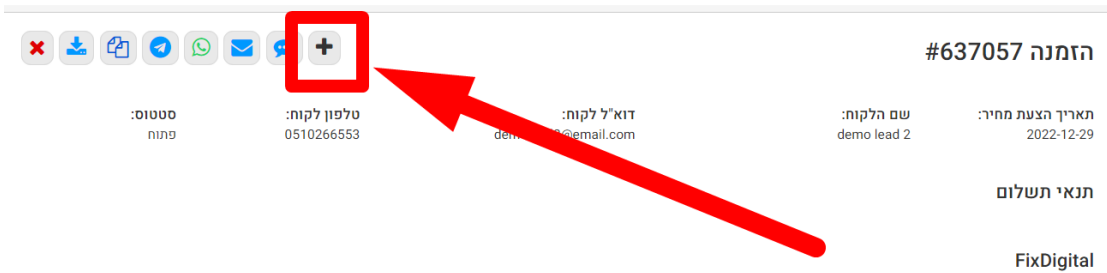 הזמנה 637057#
תאריך הצעת מחיר: שם הלקוח: דוא"ל לקוח: טלפון לקוח: סטטוס:
2022-12-29 demo lead 2 @email.com 0510266553 פתוח
תנאי תשלום
FixDigital